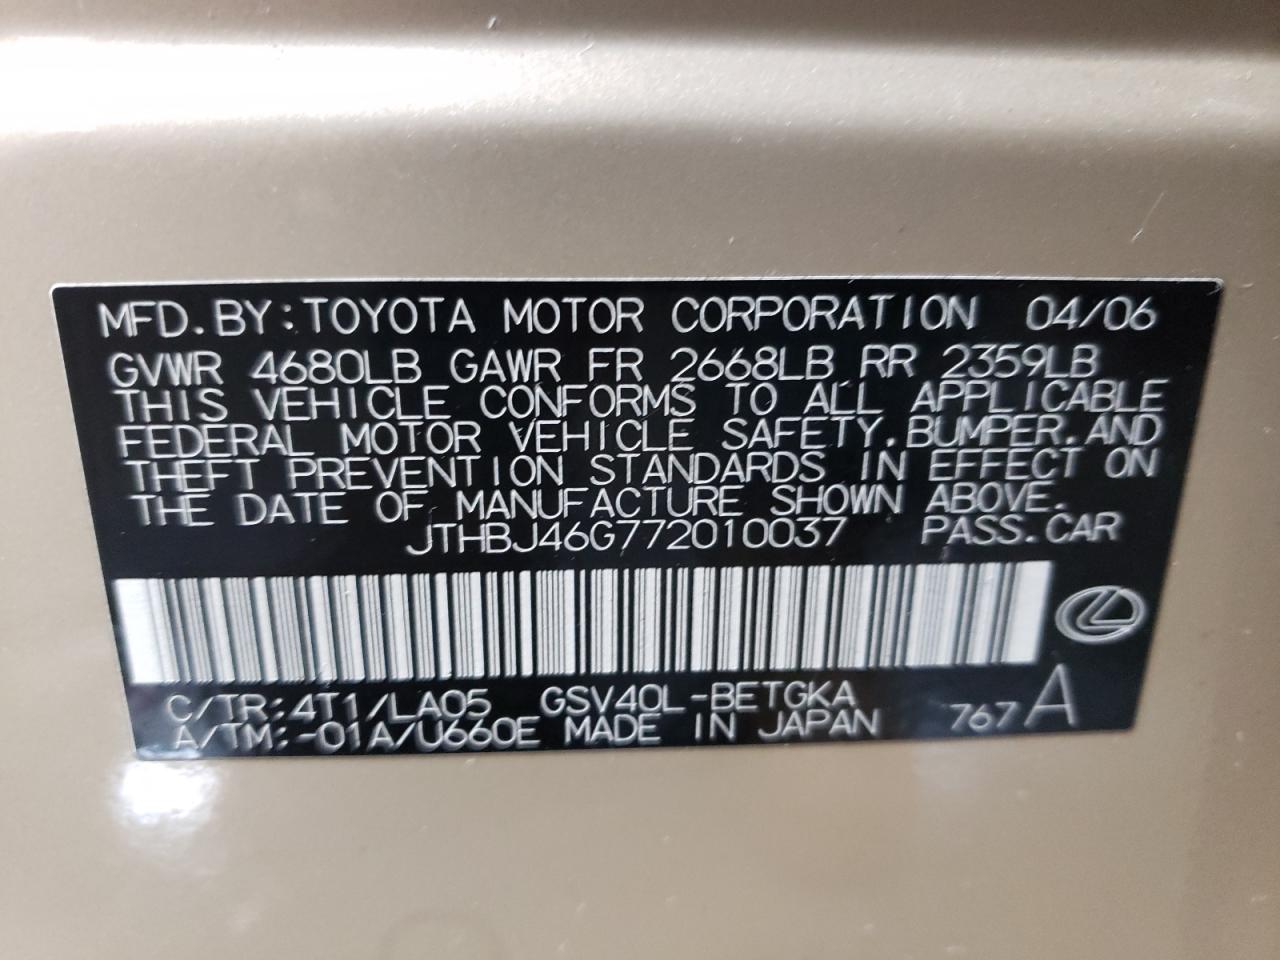 MFD.BY:TOYOTA MOTOR CORPORATION 04/06
GVWR 4680LB GAWR FR 2668LB RR 2359LB
THIS VEHICLE CONFORMS TO ALL APPLICABLE
FEDERAL MOTOR VEHICLE SAFETY.BUMPER.AND
THEFT PREVENTION STANDARDS IN EFFECT ON
THE DATE OF MANUFACTURE SHOWN ABOVE.
JTHBJ46G772010037 PASS.CAR
C/TR:4T1/LA05 GSV40L-BETGKA
A/TM:-01A/U660E MADE IN JAPAN 767 A